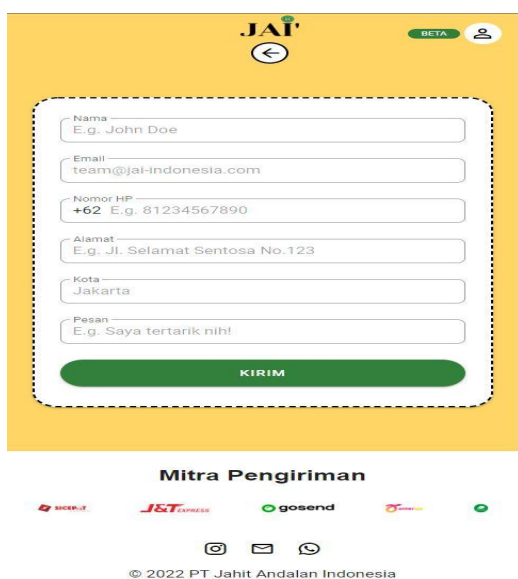 JAI'
BETA
Nama
E.g. John Doe
Email
team@jai-indonesia.com
Nomor HP
+62 E.g. 81234567890
Alamat
E.g. Jl. Selamat Sentosa No.123
Kota
Jakarta
Pesan
E.g. Saya tertarik nih!
KIRIM
Mitra Pengiriman
J&T EXPRESS gosend
© 2022 PT Jahit Andalan Indonesia